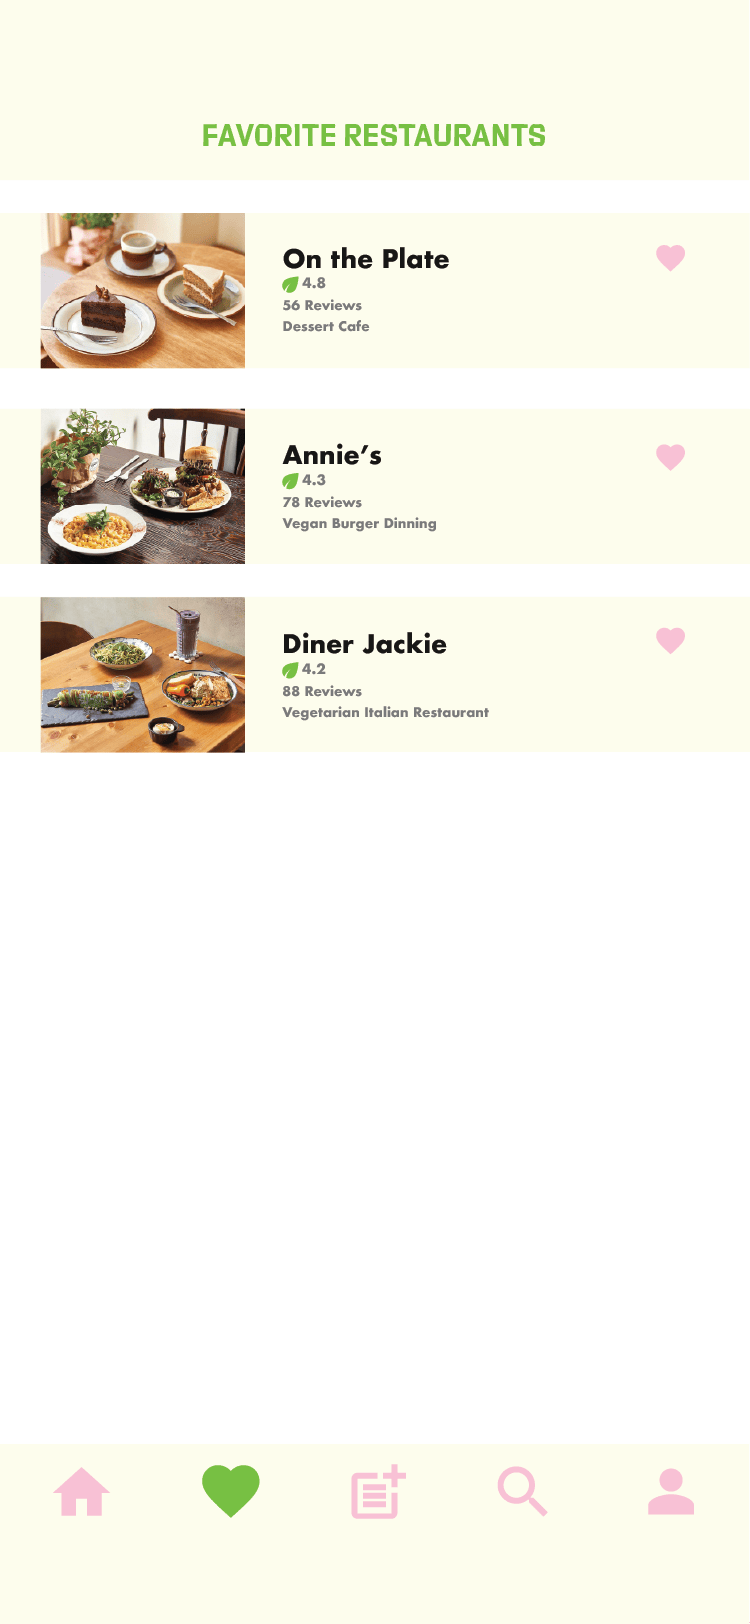 FAVORITE RESTAURANTS
On the Plate
4.8
56 Reviews
Dessert Cafe
Annie's
4.3
78 Reviews
Vegan Burger Dinning
Diner Jackie
4.2
88 Reviews
Vegetarian Italian Restaurant